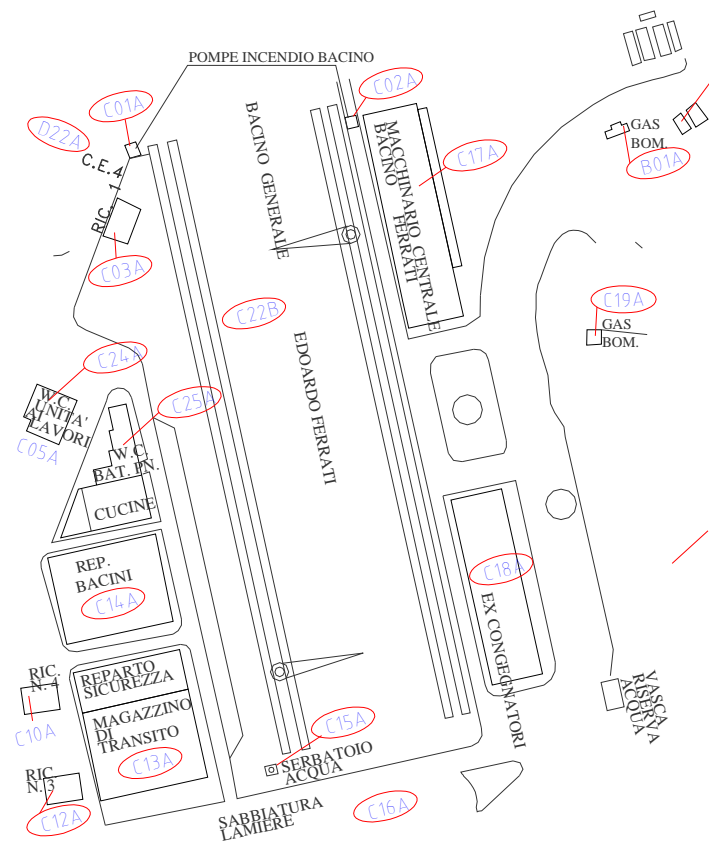 POMPE INCENDIO BACINO
C02A
C01A
D22A
C.E.4
RIC. 1
C03A
BACINO GENERALE
MACCHINARIO CENTRALE
BACINO FERRATI
C17A
GAS
BOM.
B01A
C19A
GAS
BOM.
C22B
EDOARDO FERRATI
C24A
W.C.
UNITA'
AI LAVORI
C05A
C25A
W.C.
BAT. PN.
CUCINE
REP.
BACINI
C14A
C18A
EX CONGEGNATORI
RIC.
N. 4
C10A
REPARTO
SICUREZZA
MAGAZZINO
DI
TRANSITO
C13A
RIC.
N. 3
C12A
C15A
SERBATOIO
ACQUA
SABBIATURA
LAMIERE
C16A
VASCA
RISERVA
ACQUA